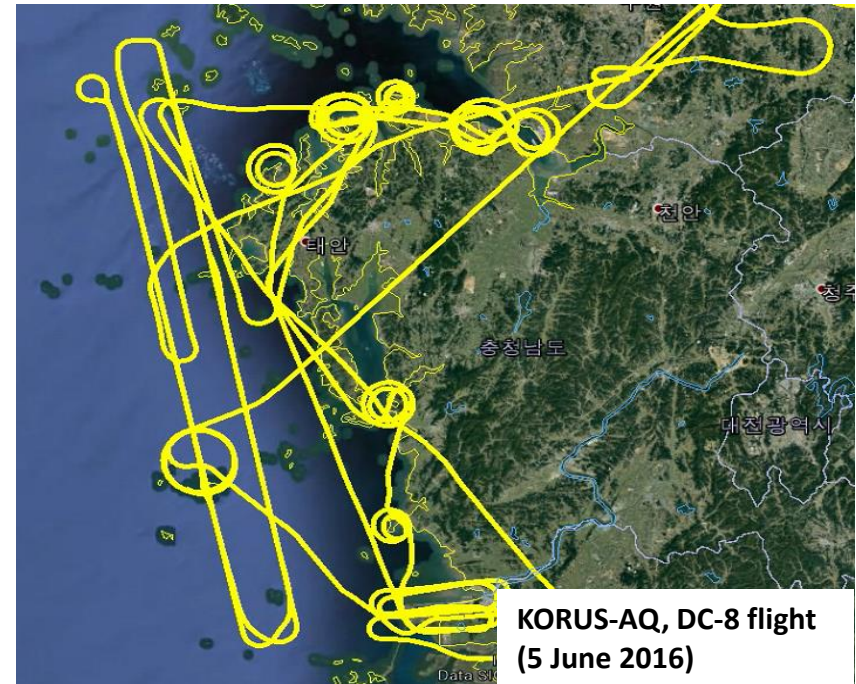 태안
천안
청주
충청남도
대전광역시
KORUS-AQ, DC-8 flight
(5 June 2016)
Data SI